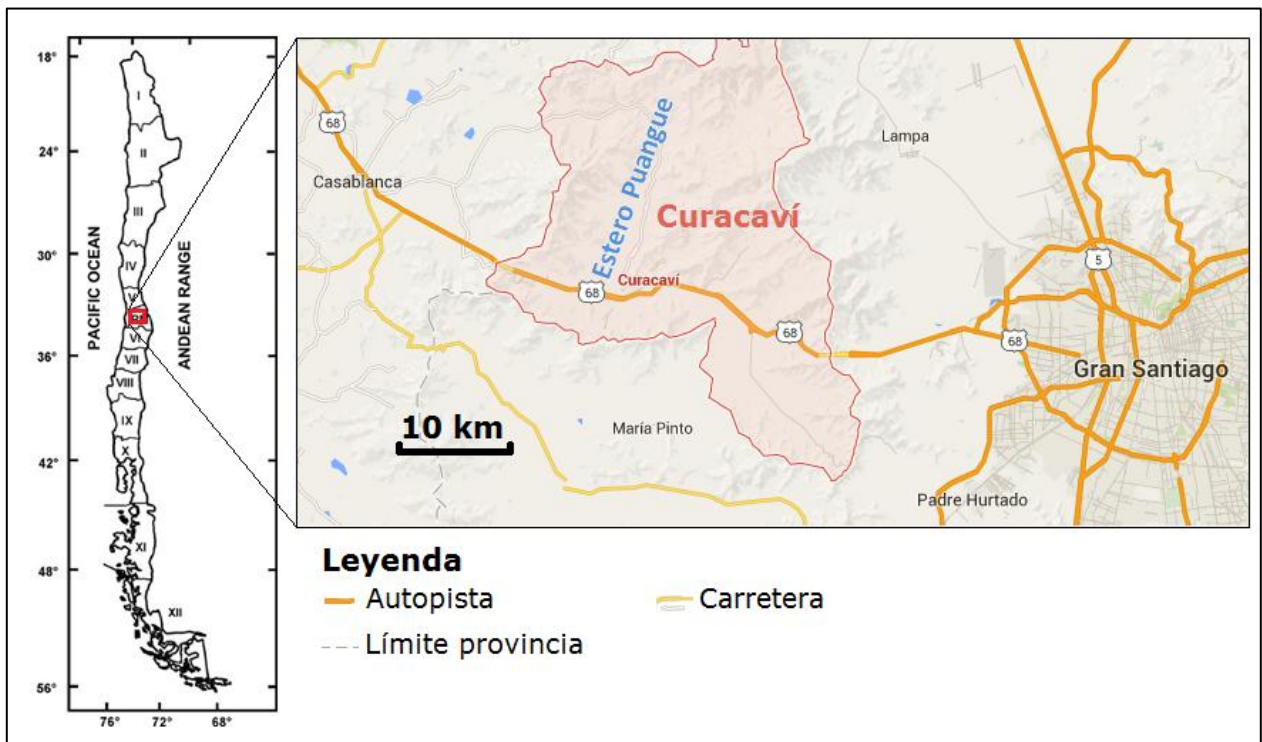 18°
24°
30°
36°
42°
48°
56°
76°
72°
68°
PACIFIC OCEAN
ANDEAN RANGE
I
II
III
IV
V
VI
VII
VIII
IX
X
XI
XII
68
Casablanca
Estero Puangue
Curacaví
Curacaví
68
68
Lampa
5
68
Gran Santiago
10 km
María Pinto
Padre Hurtado
Leyenda
Autopista
Carretera
Límite provincia